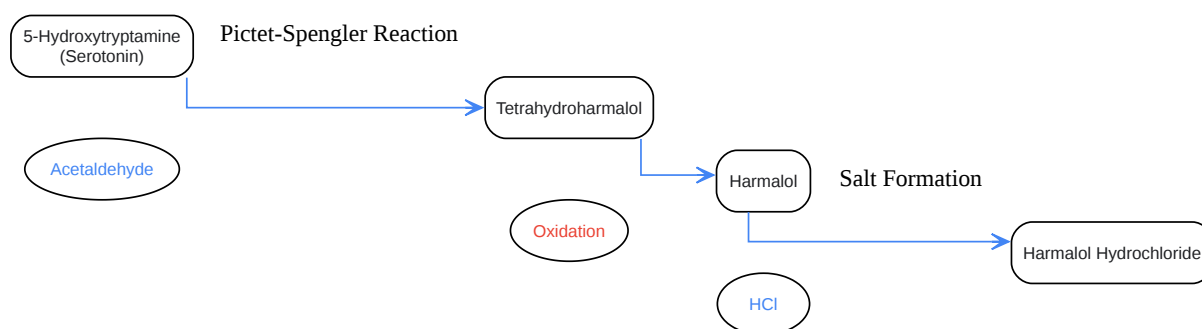 5-Hydroxytryptamine
(Serotonin)
Pictet-Spengler Reaction
Tetrahydroharmalol
Acetaldehyde
Harmalol
Salt Formation
Oxidation
Harmalol Hydrochloride
HCl